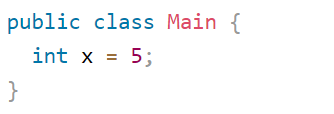 public class Main {
  int x = 5;
}